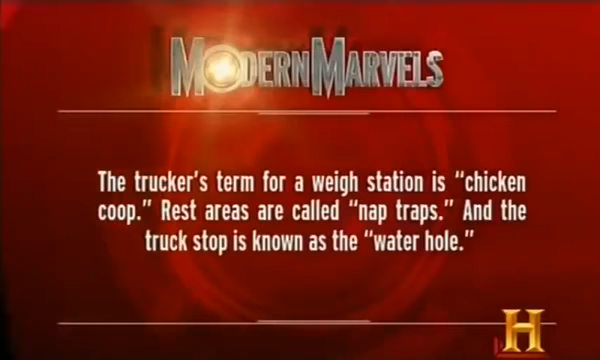 MODERN MARVELS
The trucker's term for a weigh station is “chicken
coop.” Rest areas are called “nap traps.” And the
truck stop is known as the “water hole.”
H